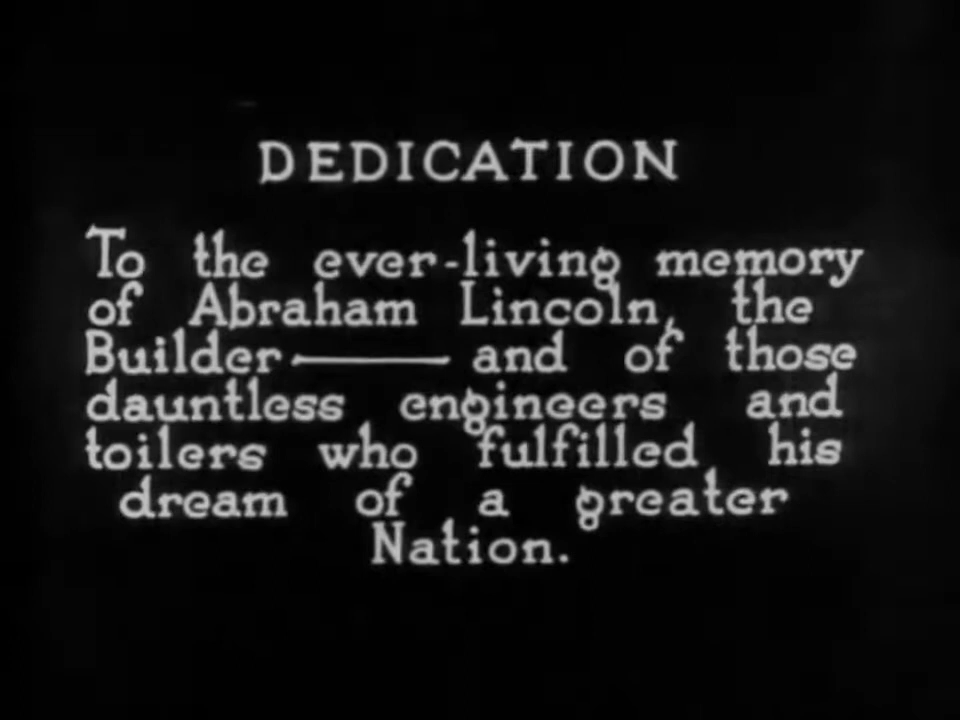 DEDICATION
To the ever-living memory
of Abraham Lincoln, the
Builder—— and of those
dauntless engineers and
toilers who fulfilled his
dream of a greater
Nation.